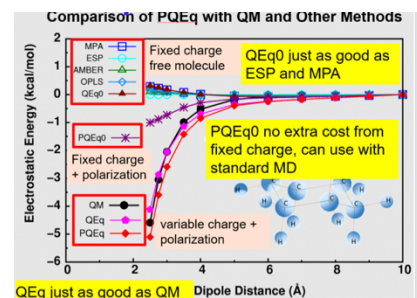 Comparison of PQEq with QM and Other Methods
MPA
ESP
AMBER
OPLS
QEq0
Fixed charge
free molecule
QEq0 just as good as
ESP and MPA
PQEq0
Fixed charge
+ polarization
PQEq0 no extra cost from
fixed charge, can use with
standard MD
QM
QEq
PQEq
variable charge +
polarization
Electrostatic Energy (kcal/mol)
1
0
-1
-2
-3
-4
-5
-6
0
2
4
6
8
10
C
C
C
C
H
H
H
H
H
H
QEq just as good as QM
Dipole Distance (Å)